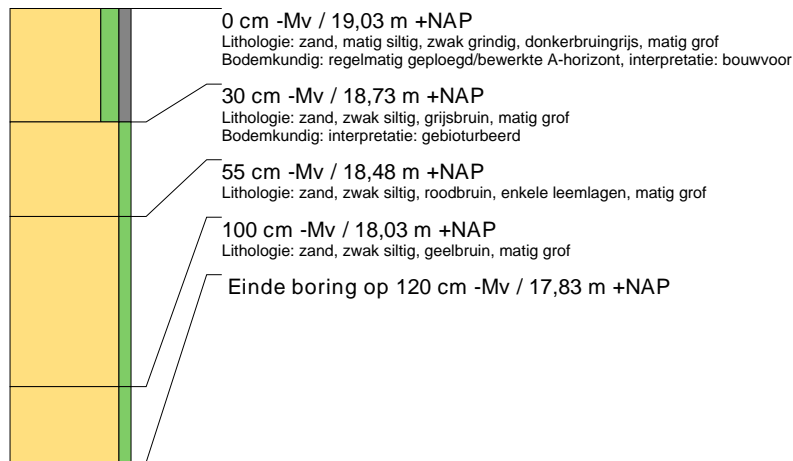 0 cm -Mv / 19,03 m +NAP
Lithologie: zand, matig siltig, zwak grindig, donkerbruingrijs, matig grof
Bodemkundig: regelmatig geploegd/bewerkte A-horizont, interpretatie: bouwvoor
30 cm -Mv / 18,73 m +NAP
Lithologie: zand, zwak siltig, grijsbruin, matig grof
Bodemkundig: interpretatie: gebioturbeerd
55 cm -Mv / 18,48 m +NAP
Lithologie: zand, zwak siltig, roodbruin, enkele leemlagen, matig grof
100 cm -Mv / 18,03 m +NAP
Lithologie: zand, zwak siltig, geelbruin, matig grof
Einde boring op 120 cm -Mv / 17,83 m +NAP